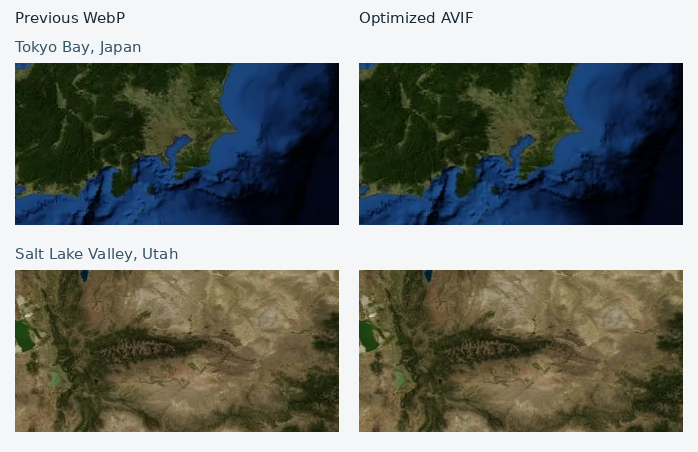 Previous WebP
Optimized AVIF
Tokyo Bay, Japan
Salt Lake Valley, Utah